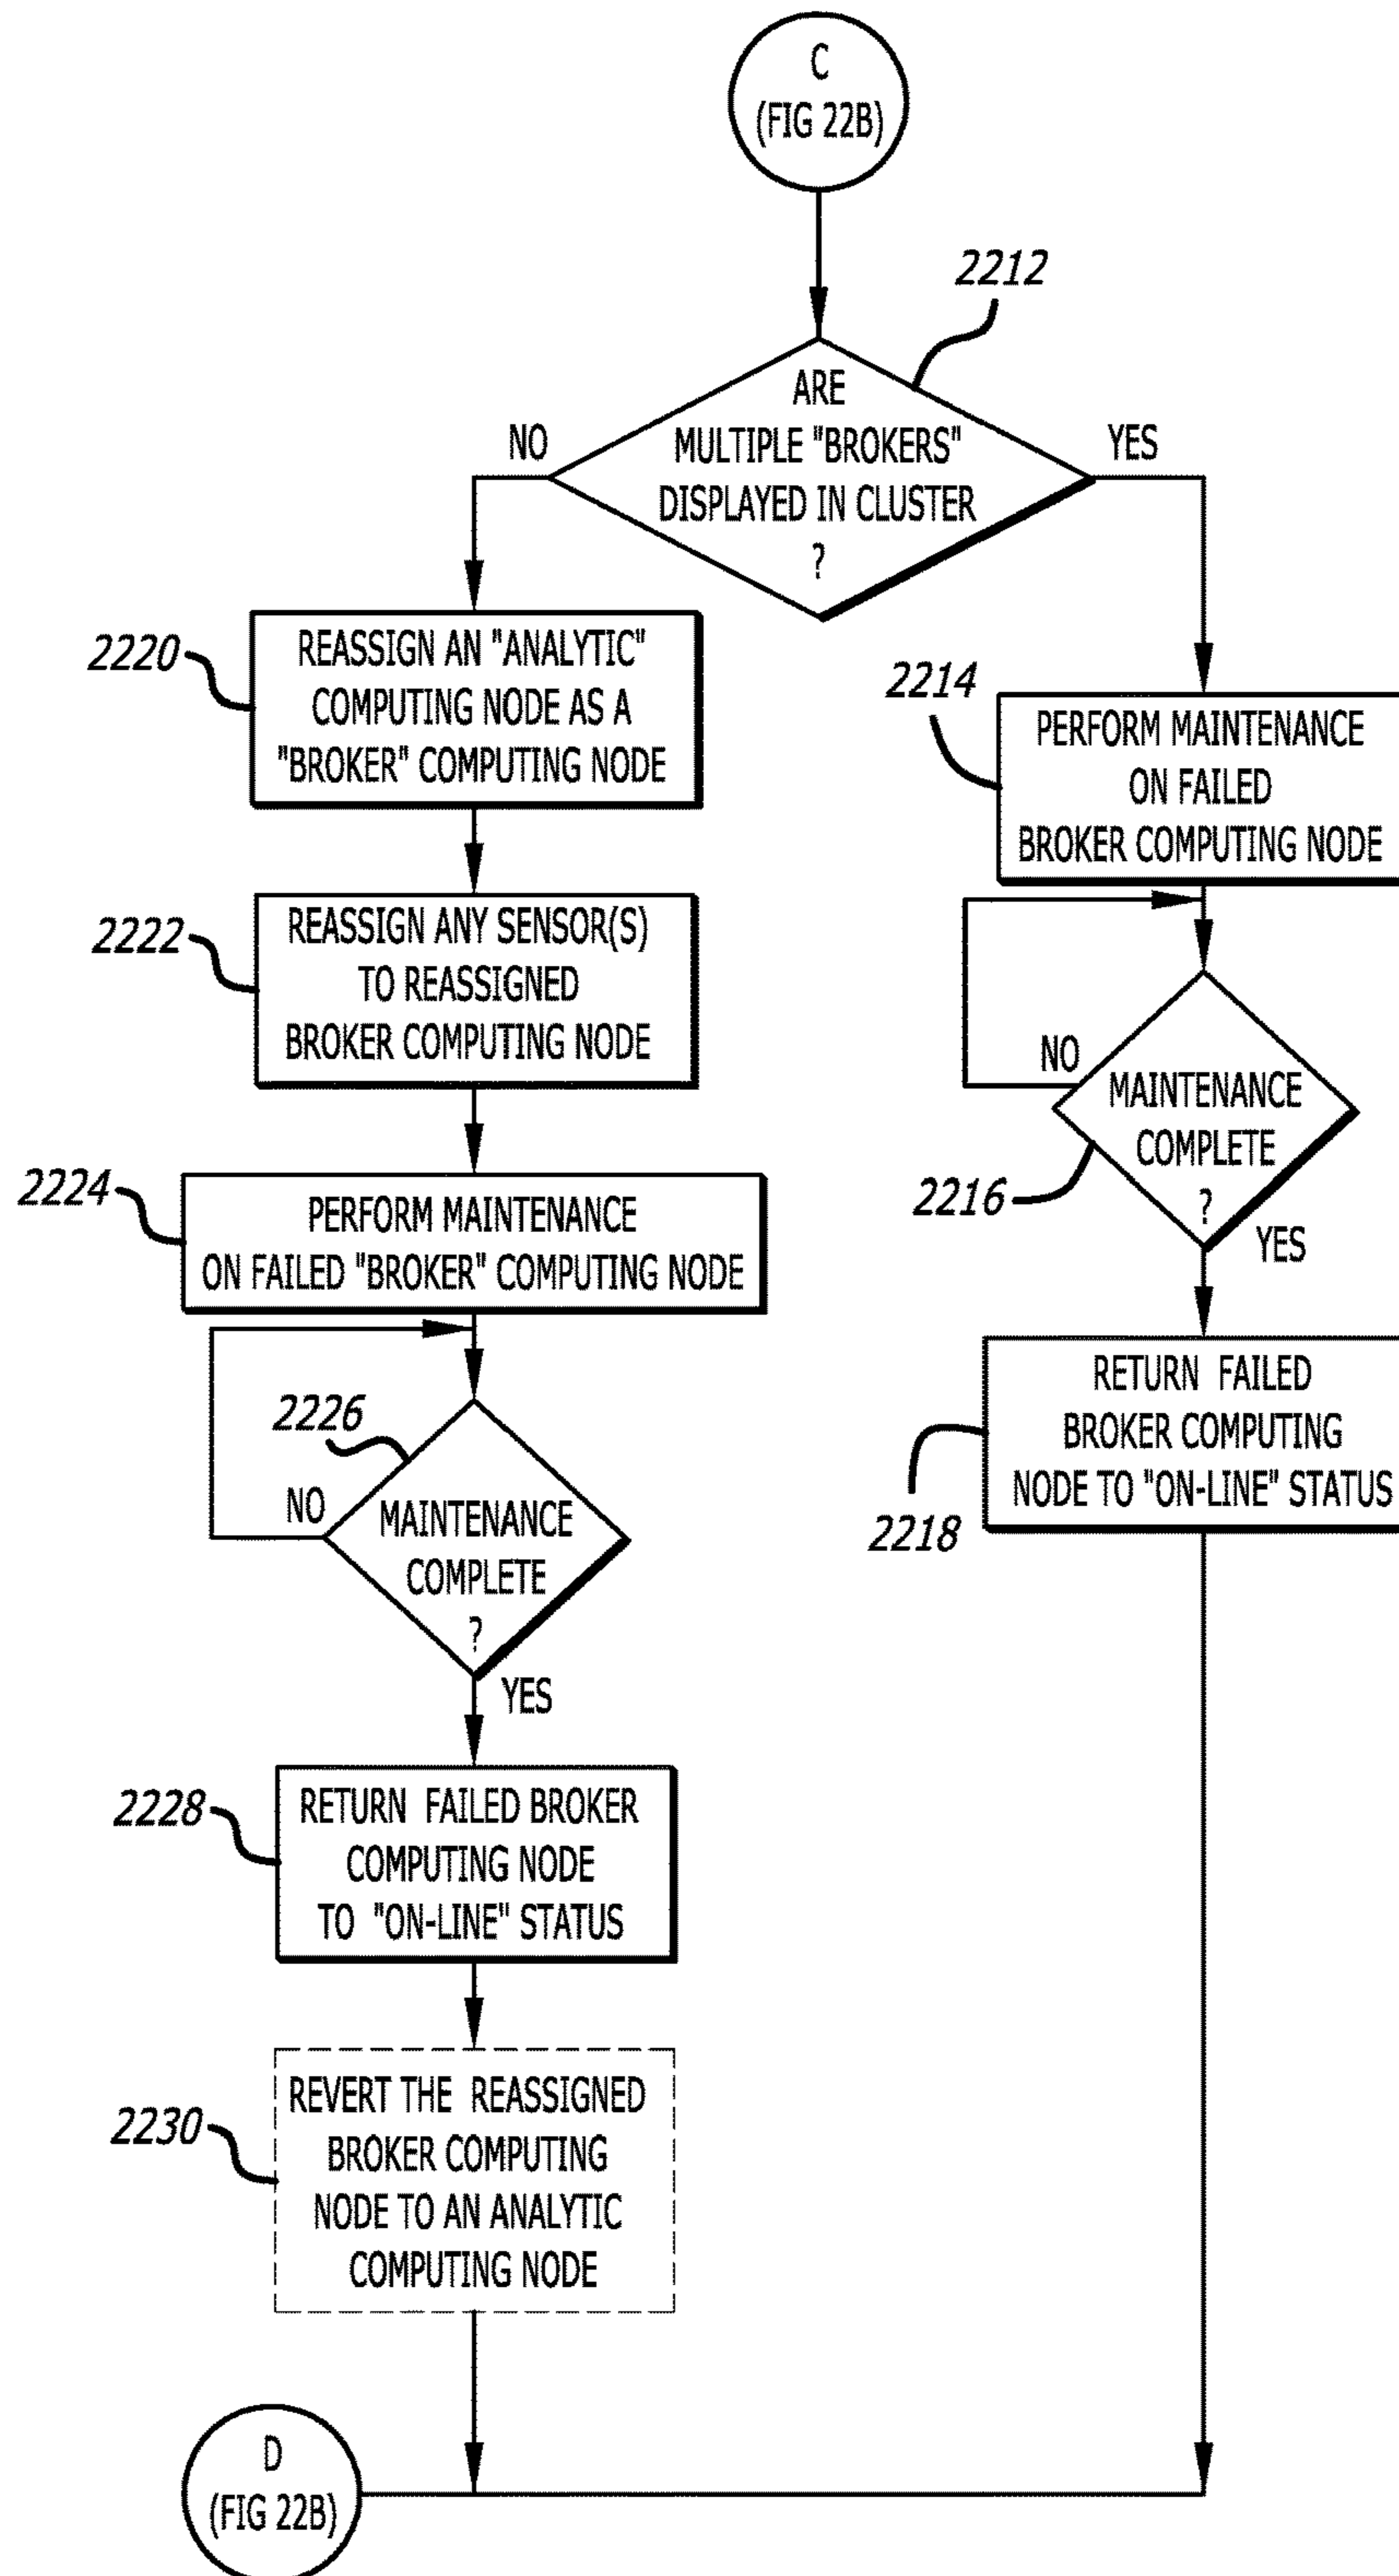 C
(FIG 22B)
2212
ARE
MULTIPLE "BROKERS"
DISPLAYED IN CLUSTER
?
NO
YES
2220
REASSIGN AN "ANALYTIC"
COMPUTING NODE AS A
"BROKER" COMPUTING NODE
2214
PERFORM MAINTENANCE
ON FAILED
BROKER COMPUTING NODE
2222
REASSIGN ANY SENSOR(S)
TO REASSIGNED
BROKER COMPUTING NODE
NO
MAINTENANCE
COMPLETE
?
2216
YES
2224
PERFORM MAINTENANCE
ON FAILED "BROKER" COMPUTING NODE
RETURN FAILED
BROKER COMPUTING
NODE TO "ON-LINE" STATUS
2218
2226
NO
MAINTENANCE
COMPLETE
?
YES
2228
RETURN FAILED BROKER
COMPUTING NODE
TO "ON-LINE" STATUS
2230
REVERT THE REASSIGNED
BROKER COMPUTING
NODE TO AN ANALYTIC
COMPUTING NODE
D
(FIG 22B)